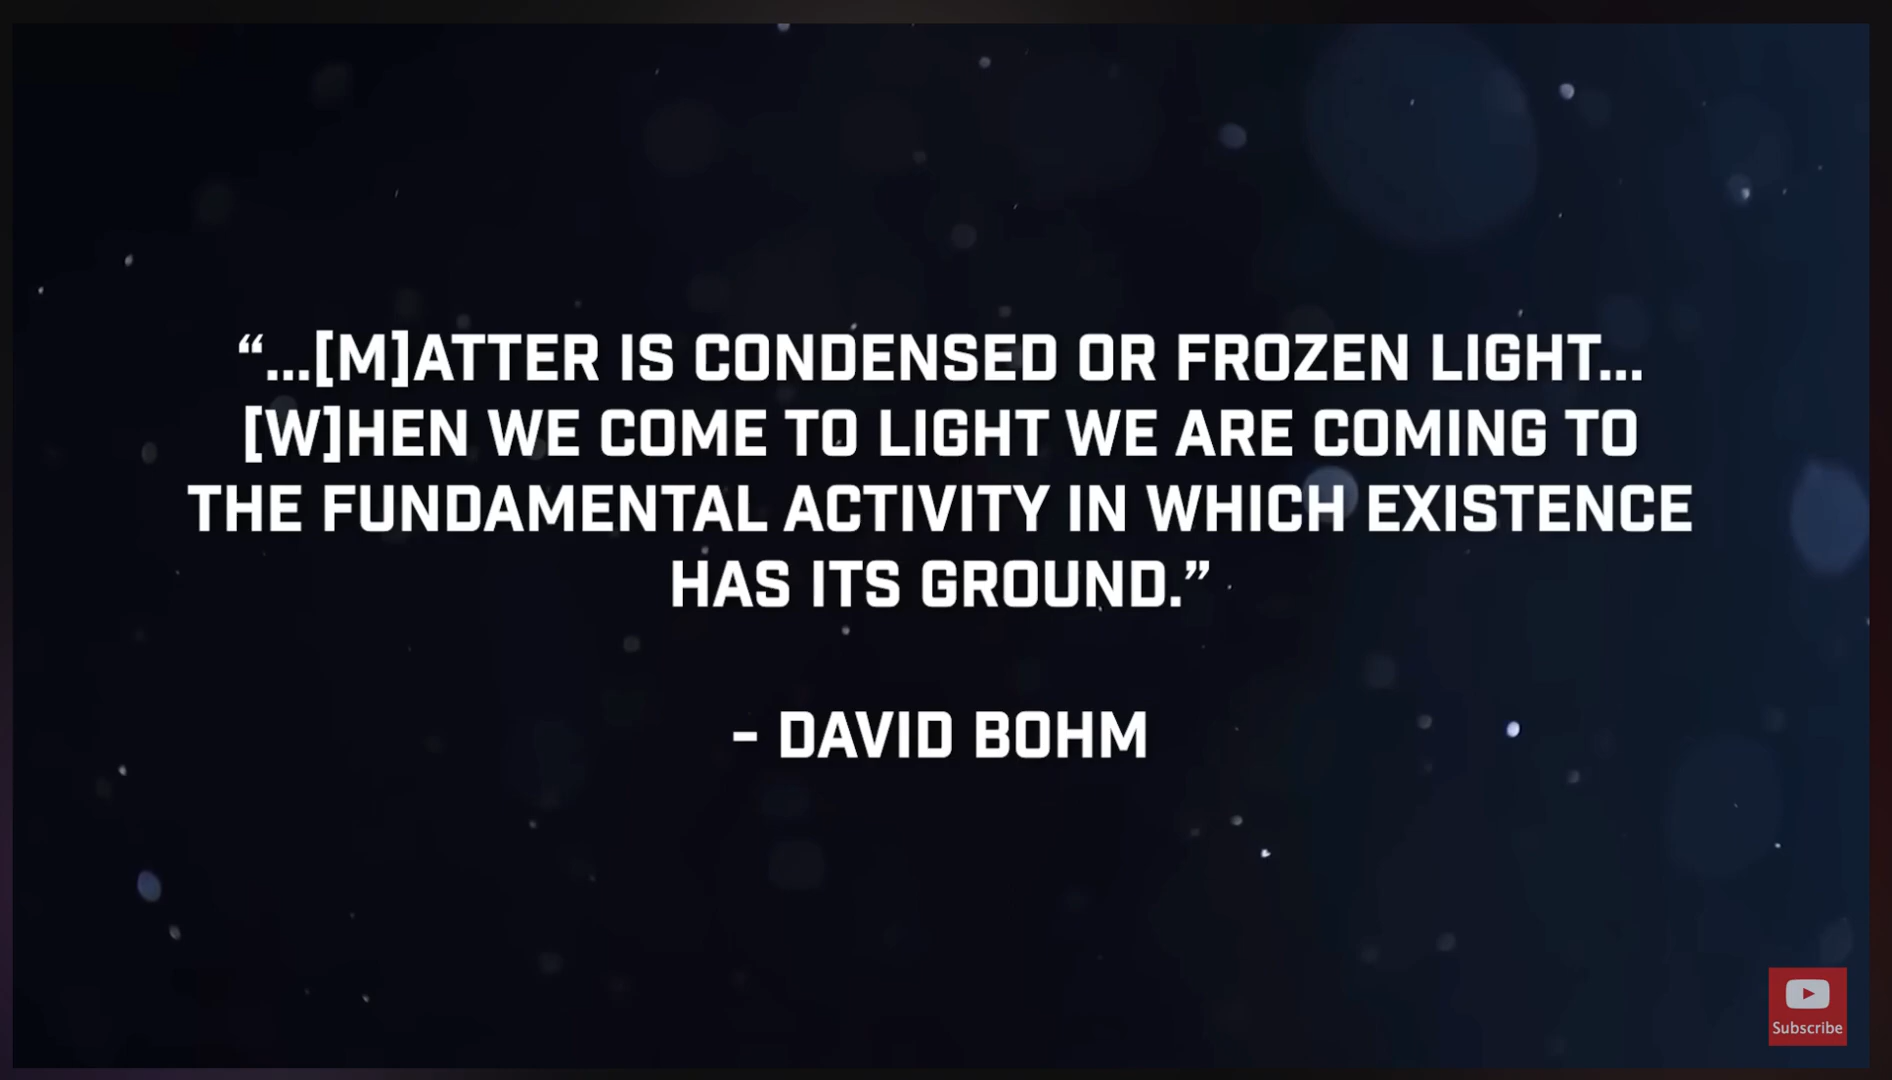 “...[M]ATTER IS CONDENSED OR FROZEN LIGHT...
[W]HEN WE COME TO LIGHT WE ARE COMING TO
THE FUNDAMENTAL ACTIVITY IN WHICH EXISTENCE
HAS ITS GROUND.”
- DAVID BOHM
Subscribe